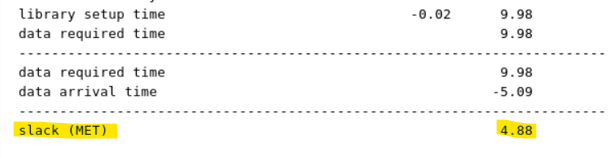 library setup time -0.02 9.98
data required time 9.98
--------------------------------------------------------------------------
data required time 9.98
data arrival time -5.09
--------------------------------------------------------------------------
slack (MET) 4.88